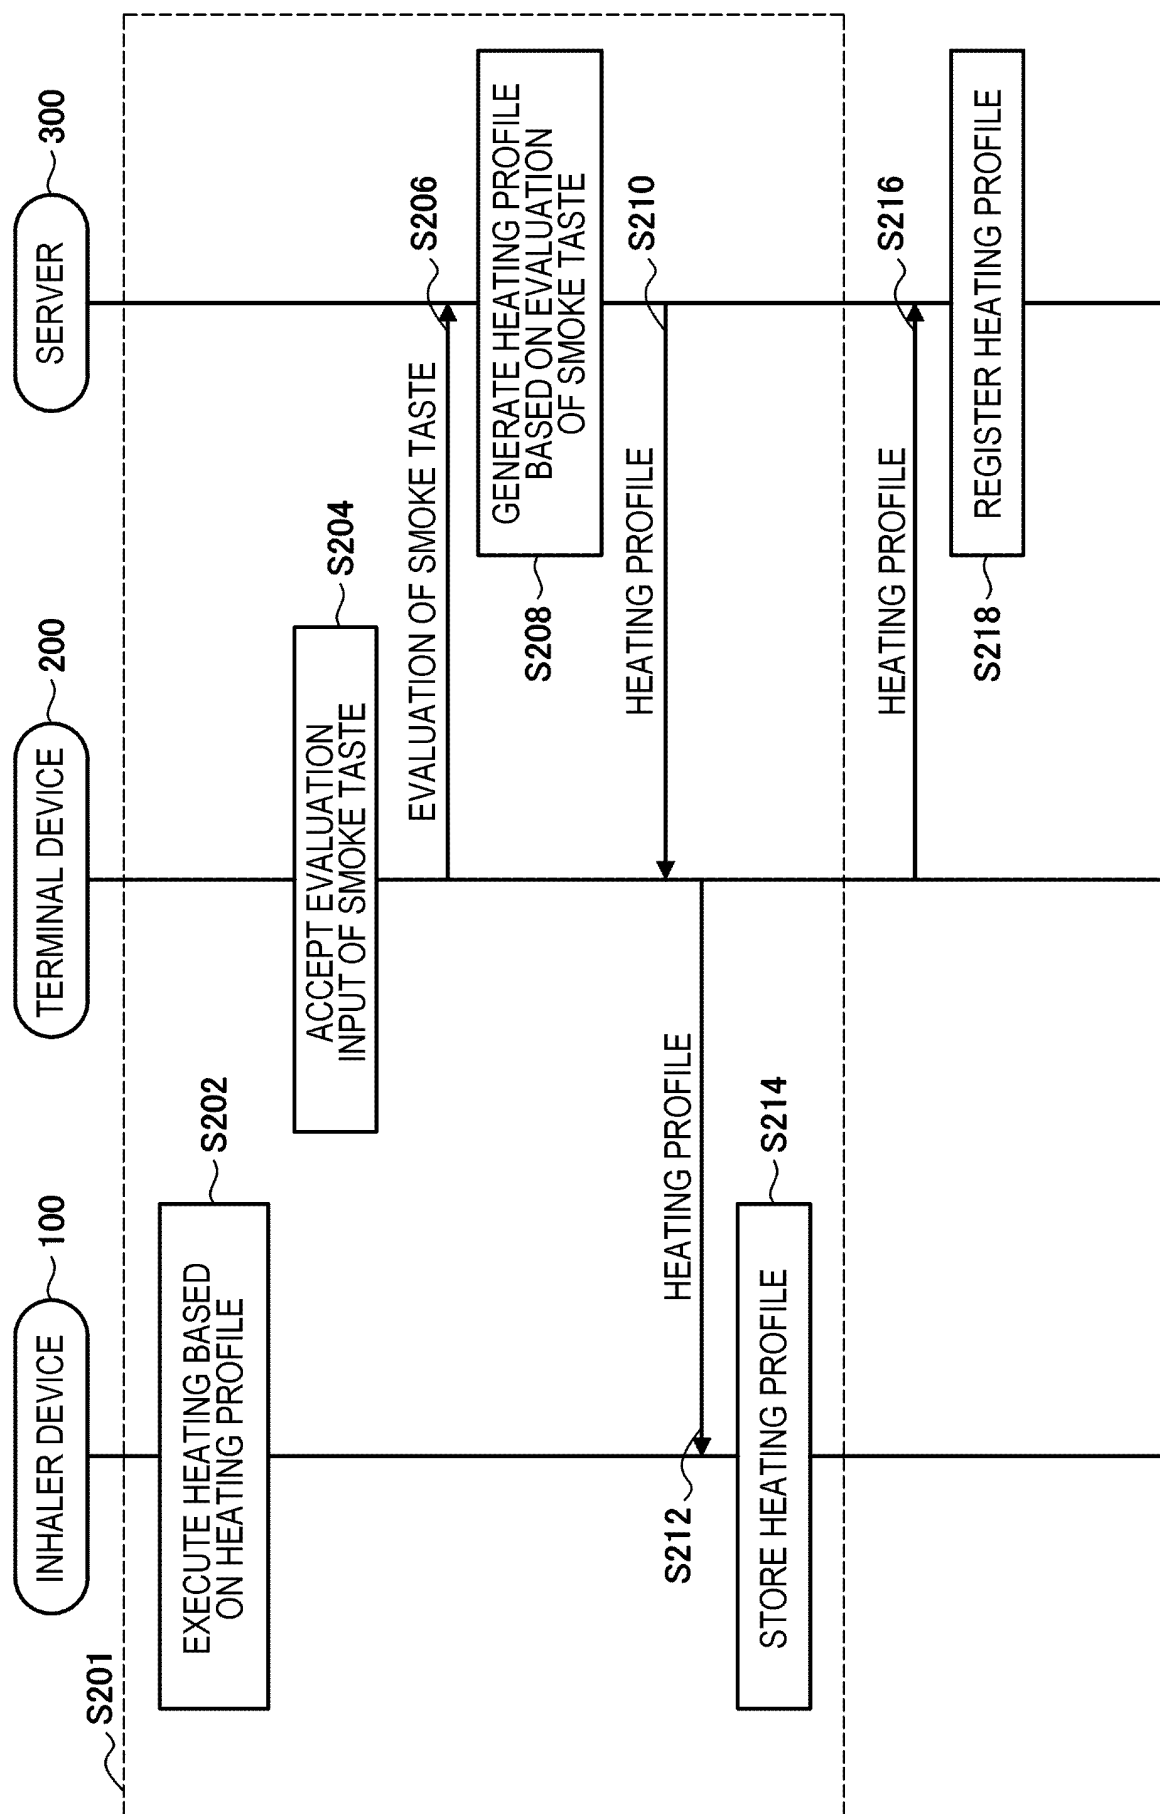 INHALER DEVICE
100
TERMINAL DEVICE
200
SERVER
300
S201
EXECUTE HEATING BASED
ON HEATING PROFILE
S202
ACCEPT EVALUATION
INPUT OF SMOKE TASTE
S204
EVALUATION OF SMOKE TASTE
S206
GENERATE HEATING PROFILE
BASED ON EVALUATION
OF SMOKE TASTE
S208
HEATING PROFILE
S210
HEATING PROFILE
S212
STORE HEATING PROFILE
S214
HEATING PROFILE
S216
REGISTER HEATING PROFILE
S218